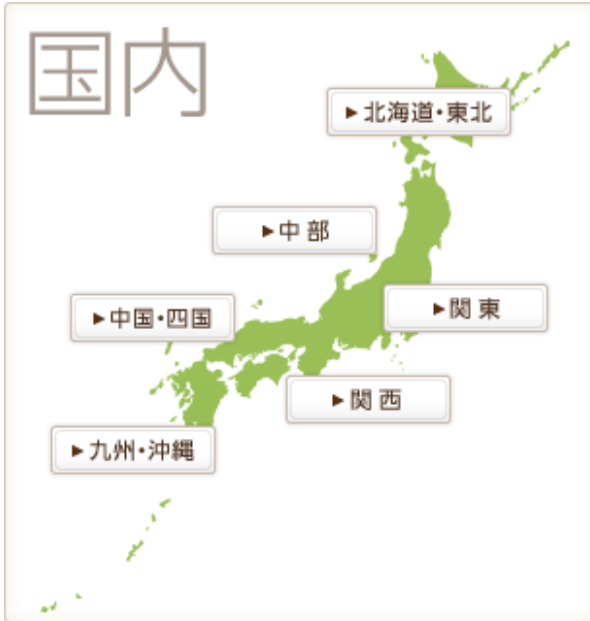 国内
▶北海道・東北
▶中部
▶中国・四国
▶関東
▶関西
▶九州・沖縄